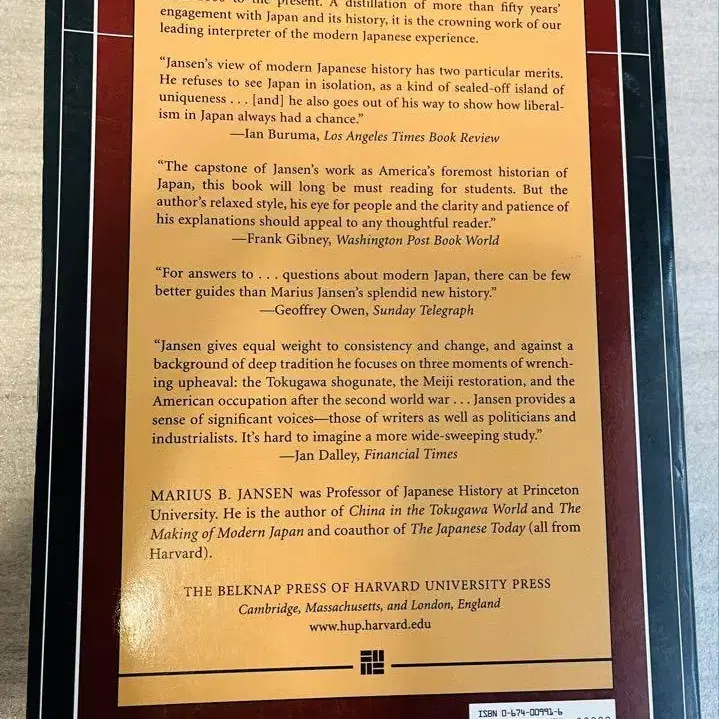 to the present. A distillation of more than fifty years'
engagement with Japan and its history, it is the crowning work of our
leading interpreter of the modern Japanese experience.
“Jansen's view of modern Japanese history has two particular merits.
He refuses to see Japan in isolation, as a kind of sealed-off island of
uniqueness . . . [and] he also goes out of his way to show how liberal-
ism in Japan always had a chance.”
—Ian Buruma, Los Angeles Times Book Review
“The capstone of Jansen's work as America's foremost historian of
Japan, this book will long be must reading for students. But the
author's relaxed style, his eye for people and the clarity and patience of
his explanations should appeal to any thoughtful reader.”
—Frank Gibney, Washington Post Book World
“For answers to . . . questions about modern Japan, there can be few
better guides than Marius Jansen's splendid new history.”
—Geoffrey Owen, Sunday Telegraph
“Jansen gives equal weight to consistency and change, and against a
background of deep tradition he focuses on three moments of wrench-
ing upheaval: the Tokugawa shogunate, the Meiji restoration, and the
American occupation after the second world war . . . Jansen provides a
sense of significant voices—those of writers as well as politicians and
industrialists. It's hard to imagine a more wide-sweeping study.”
—Jan Dalley, Financial Times
MARIUS B. JANSEN was Professor of Japanese History at Princeton
University. He is the author of China in the Tokugawa World and The
Making of Modern Japan and coauthor of The Japanese Today (all from
Harvard).
THE BELKNAP PRESS OF HARVARD UNIVERSITY PRESS
Cambridge, Massachusetts, and London, England
www.hup.harvard.edu
ISBN 0-674-00991-6